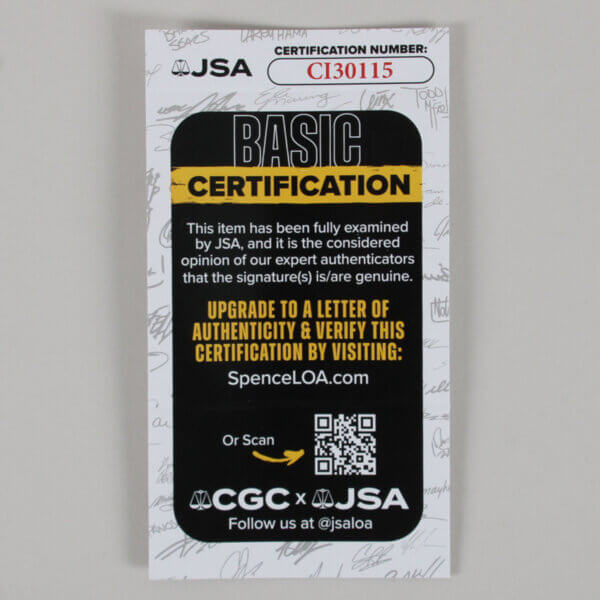 JSA
CERTIFICATION NUMBER:
CI30115
BASIC
CERTIFICATION
This item has been fully examined
by JSA, and it is the considered
opinion of our expert authenticators
that the signature(s) is/are genuine.
UPGRADE TO A LETTER OF
AUTHENTICITY & VERIFY THIS
CERTIFICATION BY VISITING:
SpenceLOA.com
Or Scan
CGC x JSA
Follow us at @jsaloa